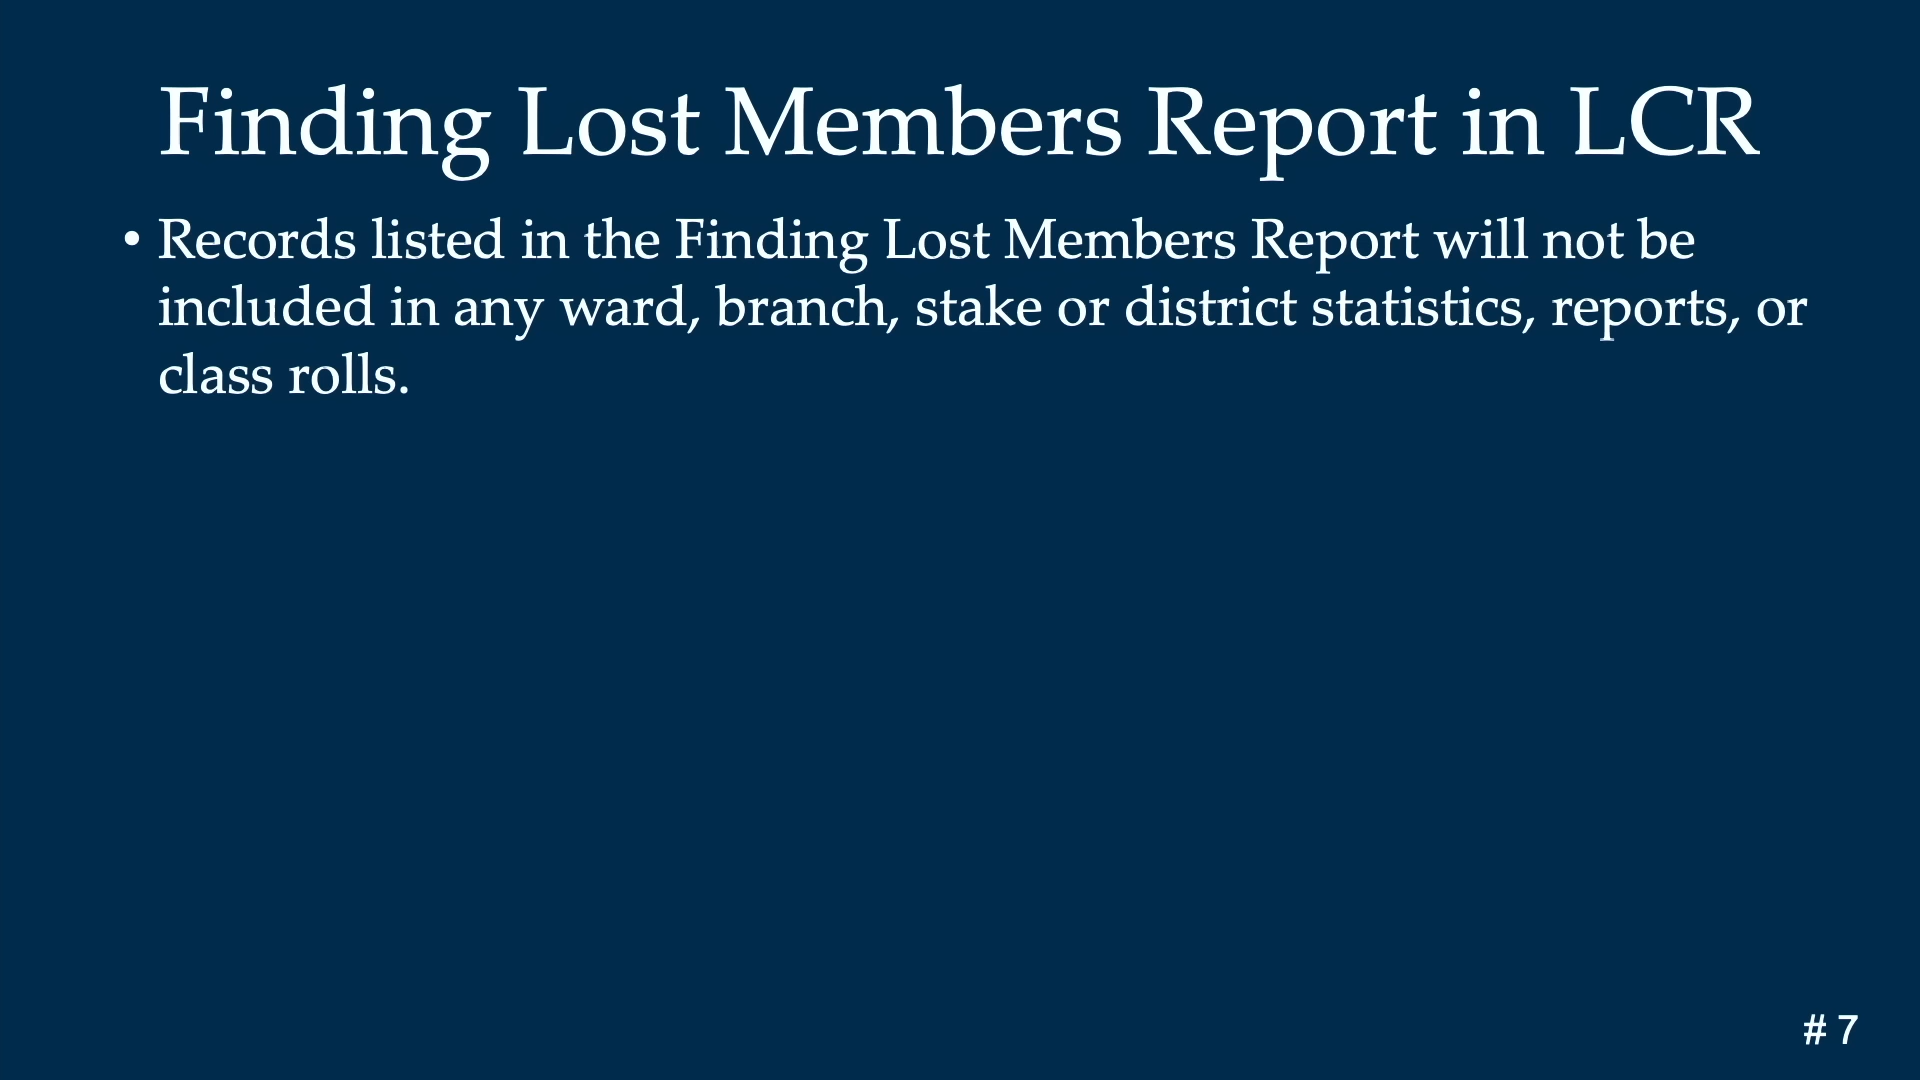 Finding Lost Members Report in LCR
• Records listed in the Finding Lost Members Report will not be
included in any ward, branch, stake or district statistics, reports, or
class rolls.
# 7